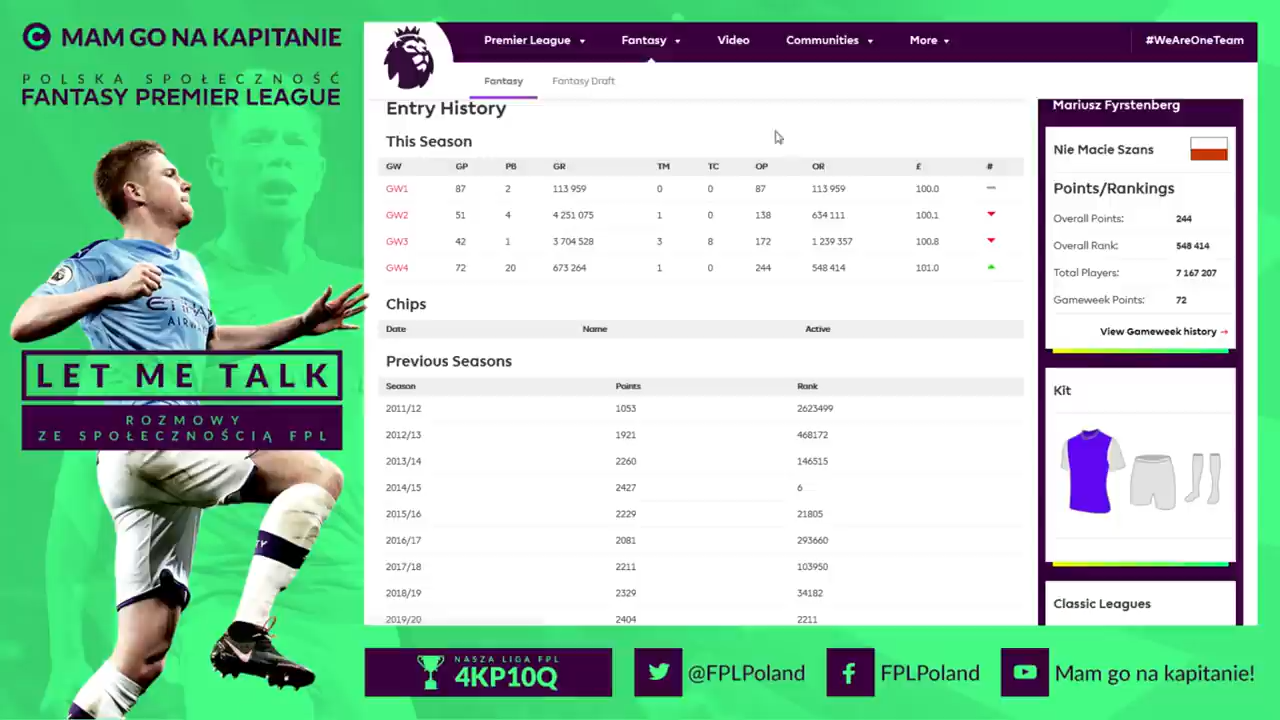 MAM GO NA KAPITANIE
POLSKA SPOŁECZNOŚĆ
FANTASY PREMIER LEAGUE
LET ME TALK
ROZMOWY
ZE SPOŁECZNOŚCIĄ FPL
Premier League Fantasy Video Communities More #WeAreOneTeam
Fantasy Fantasy Draft
Entry History
This Season
GW GP PB GR TM TC OP OR £ #
GW1 87 2 113 959 0 0 87 113 959 100.0
GW2 51 4 4 251 075 1 0 138 634 111 100.1
GW3 42 1 3 704 528 3 8 172 1 239 357 100.8
GW4 72 20 673 264 1 0 244 548 414 101.0
Chips
Date Name Active
Previous Seasons
Season Points Rank
2011/12 1053 2623499
2012/13 1921 468172
2013/14 2260 146515
2014/15 2427 6
2015/16 2229 21805
2016/17 2081 293660
2017/18 2211 103950
2018/19 2329 34182
2019/20 2404 2211
Mariusz Fyrstenberg
Nie Macie Szans
Points/Rankings
Overall Points: 244
Overall Rank: 548 414
Total Players: 7 167 207
Gameweek Points: 72
View Gameweek history →
Kit
Classic Leagues
NASZA LIGA FPL
4KP10Q
@FPLPoland
FPLPoland
Mam go na kapitanie!